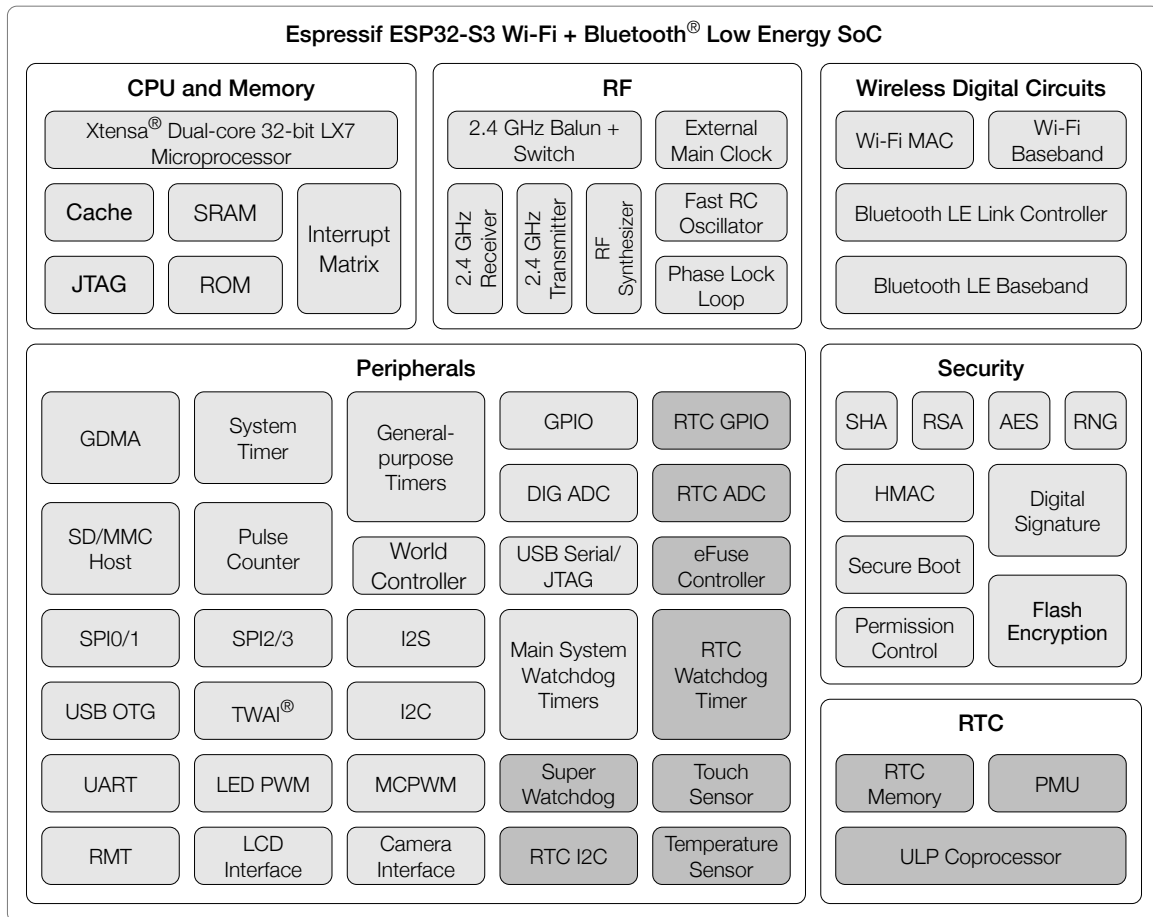 Espressif ESP32-S3 Wi-Fi + Bluetooth® Low Energy SoC
CPU and Memory
Xtensa® Dual-core 32-bit LX7
Microprocessor
Cache
SRAM
Interrupt
Matrix
JTAG
ROM
RF
2.4 GHz Balun +
Switch
External
Main Clock
2.4 GHz
Receiver
2.4 GHz
Transmitter
RF
Synthesizer
Fast RC
Oscillator
Phase Lock
Loop
Wireless Digital Circuits
Wi-Fi MAC
Wi-Fi
Baseband
Bluetooth LE Link Controller
Bluetooth LE Baseband
Peripherals
GDMA
System
Timer
General-
purpose
Timers
GPIO
RTC GPIO
DIG ADC
RTC ADC
SD/MMC
Host
Pulse
Counter
World
Controller
USB Serial/
JTAG
eFuse
Controller
SPI0/1
SPI2/3
I2S
Main System
Watchdog
Timers
RTC
Watchdog
Timer
USB OTG
TWAI®
I2C
UART
LED PWM
MCPWM
Super
Watchdog
Touch
Sensor
RMT
LCD
Interface
Camera
Interface
RTC I2C
Temperature
Sensor
Security
SHA
RSA
AES
RNG
HMAC
Digital
Signature
Secure Boot
Flash
Encryption
Permission
Control
RTC
RTC
Memory
PMU
ULP Coprocessor